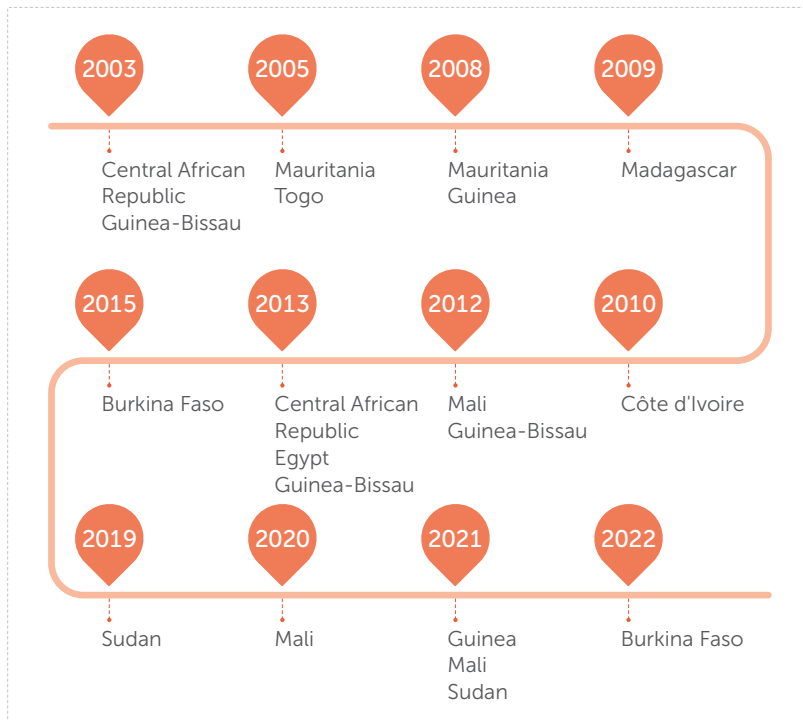 2003
Central African
Republic
Guinea-Bissau
2005
Mauritania
Togo
2008
Mauritania
Guinea
2009
Madagascar
2010
Côte d'Ivoire
2012
Mali
Guinea-Bissau
2013
Central African
Republic
Egypt
Guinea-Bissau
2015
Burkina Faso
2019
Sudan
2020
Mali
2021
Guinea
Mali
Sudan
2022
Burkina Faso